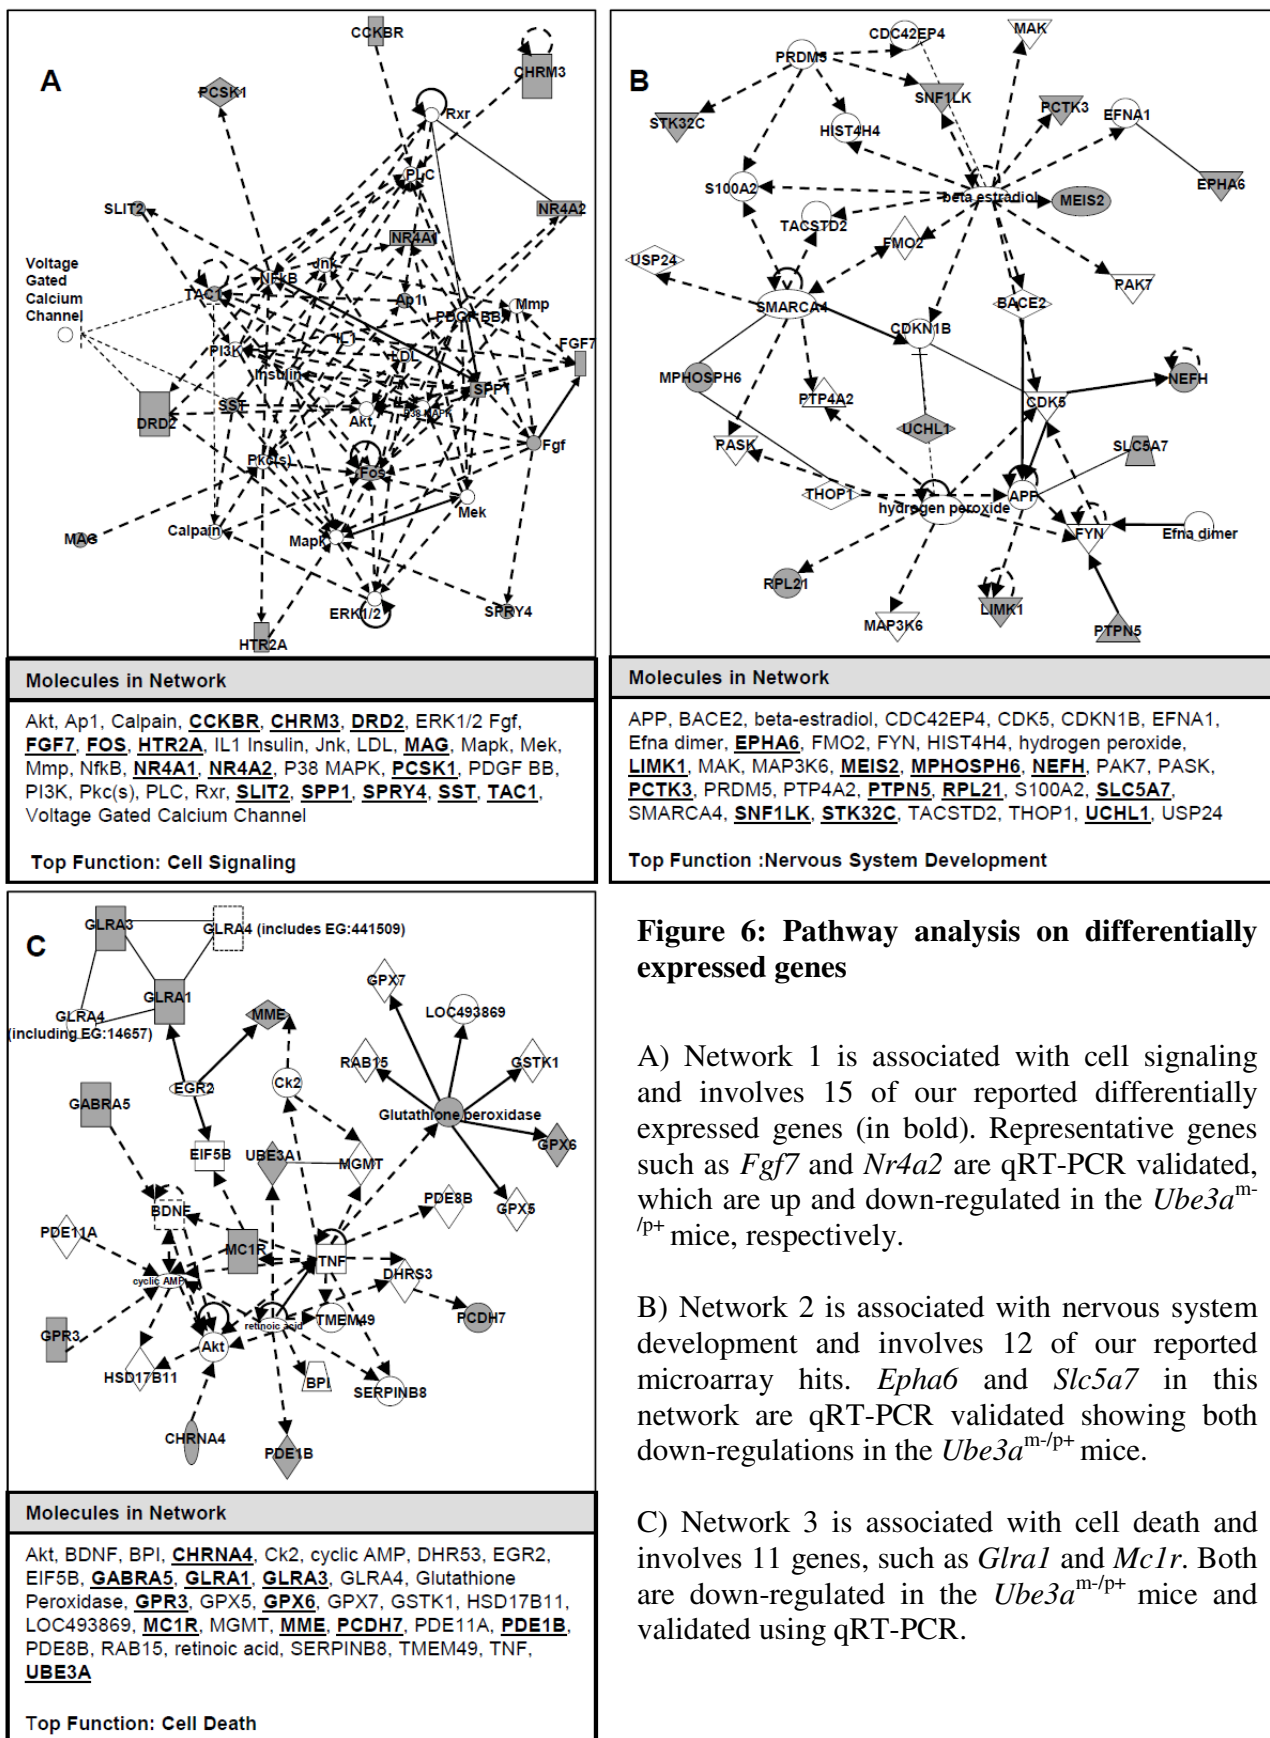 A
CCKBR
CHRM3
PCSK1
Rxr
PLC
SLIT2
NR4A2
NR4A1
Voltage
Gated
Calcium
Channel
NFkB
Jnk
TAC1
Ap1
Mmp
PDGF BB
IL1
FGF7
PI3K
LDL
Insulin
SPP1
SST
DRD2
Akt
P38 MAPK
Fgf
Pkc(s)
Fos
Mek
MAG
Calpain
Mapk
ERK1/2
SPRY4
HTR2A
Molecules in Network
Akt, Ap1, Calpain, CCKBR, CHRM3, DRD2, ERK1/2 Fgf,
FGF7, FOS, HTR2A, IL1 Insulin, Jnk, LDL, MAG, Mapk, Mek,
Mmp, NfkB, NR4A1, NR4A2, P38 MAPK, PCSK1, PDGF BB,
PI3K, Pkc(s), PLC, Rxr, SLIT2, SPP1, SPRY4, SST, TAC1,
Voltage Gated Calcium Channel
Top Function: Cell Signaling
B
CDC42EP4
MAK
PRDM5
SNF1LK
PCTK3
STK32C
HIST4H4
EFNA1
S100A2
EPHA6
beta estradiol
MEIS2
TACSTD2
FMO2
USP24
PAK7
SMARCA4
BACE2
CDKN1B
MPHOSPH6
NEFH
PTP4A2
CDK5
UCHL1
PASK
SLC5A7
THOP1
APP
hydrogen peroxide
FYN
Efna dimer
RPL21
LIMK1
MAP3K6
PTPN5
Molecules in Network
APP, BACE2, beta-estradiol, CDC42EP4, CDK5, CDKN1B, EFNA1,
Efna dimer, EPHA6, FMO2, FYN, HIST4H4, hydrogen peroxide,
LIMK1, MAK, MAP3K6, MEIS2, MPHOSPH6, NEFH, PAK7, PASK,
PCTK3, PRDM5, PTP4A2, PTPN5, RPL21, S100A2, SLC5A7,
SMARCA4, SNF1LK, STK32C, TACSTD2, THOP1, UCHL1, USP24
Top Function :Nervous System Development
C
GLRA3
GLRA4 (includes EG:441509)
GLRA1
GLRA4
(including EG:14657)
MME
GPX7
LOC493869
RAB15
GSTK1
EGR2
Ck2
GABRA5
Glutathione peroxidase
EIF5B
UBE3A
MGMT
GPX6
PDE8B
GPX5
BDNF
PDE11A
MC1R
TNF
cyclic AMP
DHRS3
retinoic acid
TMEM49
PCDH7
GPR3
Akt
HSD17B11
BPI
SERPINB8
CHRNA4
PDE1B
Molecules in Network
Akt, BDNF, BPI, CHRNA4, Ck2, cyclic AMP, DHR53, EGR2,
EIF5B, GABRA5, GLRA1, GLRA3, GLRA4, Glutathione
Peroxidase, GPR3, GPX5, GPX6, GPX7, GSTK1, HSD17B11,
LOC493869, MC1R, MGMT, MME, PCDH7, PDE11A, PDE1B,
PDE8B, RAB15, retinoic acid, SERPINB8, TMEM49, TNF,
UBE3A
Top Function: Cell Death
Figure 6: Pathway analysis on differentially
expressed genes
A) Network 1 is associated with cell signaling
and involves 15 of our reported differentially
expressed genes (in bold). Representative genes
such as Fgf7 and Nr4a2 are qRT-PCR validated,
which are up and down-regulated in the Ube3am-
/p+ mice, respectively.
B) Network 2 is associated with nervous system
development and involves 12 of our reported
microarray hits. Epha6 and Slc5a7 in this
network are qRT-PCR validated showing both
down-regulations in the Ube3am-/p+ mice.
C) Network 3 is associated with cell death and
involves 11 genes, such as Glra1 and Mc1r. Both
are down-regulated in the Ube3am-/p+ mice and
validated using qRT-PCR.